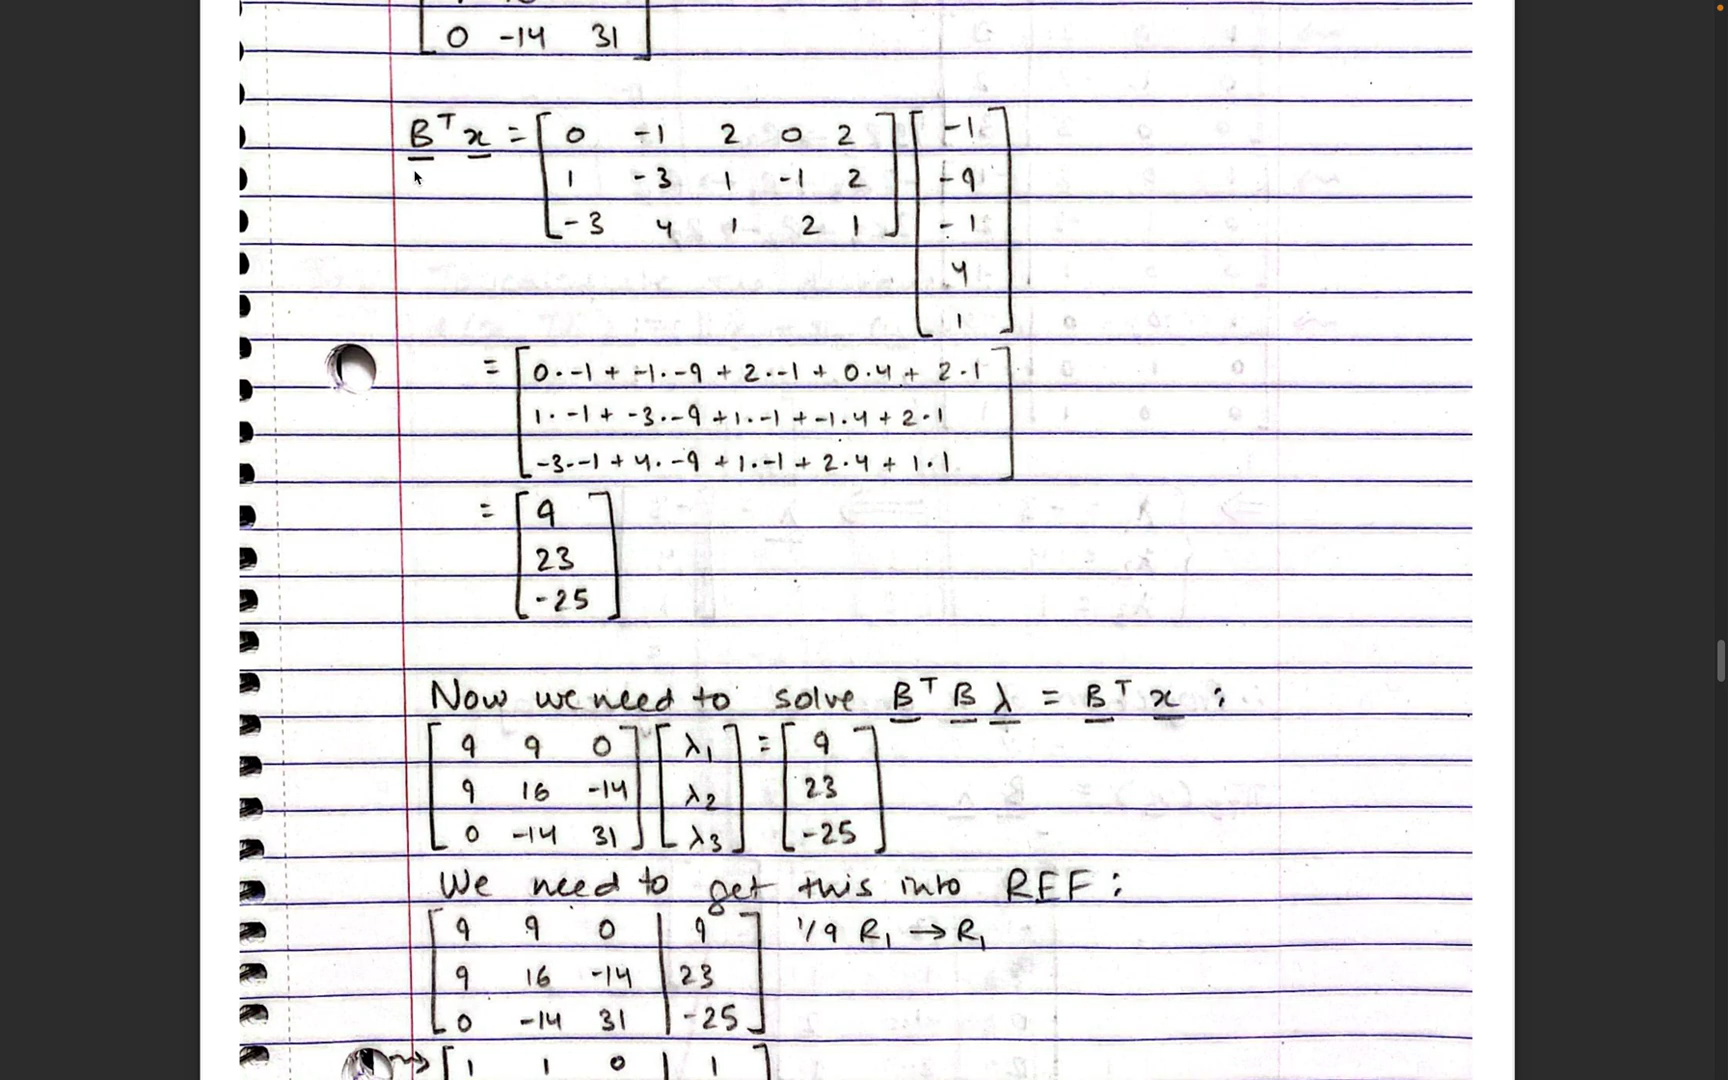 0 -14 31
B^T x = [ 0 -1 2 0 2 ] [ -1 ]
1 -3 1 -1 2 -9
-3 4 1 2 1 -1
4
1
= [ 0·-1 + -1·-9 + 2·-1 + 0·4 + 2·1 ]
1·-1 + -3·-9 + 1·-1 + -1·4 + 2·1
-3·-1 + 4·-9 + 1·-1 + 2·4 + 1·1
= [ 9 ]
23
-25
Now we need to solve B^T B λ = B^T x :
[ 9 9 0 ] [ λ1 ] = [ 9 ]
9 16 -14 λ2 23
0 -14 31 λ3 -25
We need to get this into REF :
[ 9 9 0 | 9 ] 1/9 R1 → R1
9 16 -14 | 23
0 -14 31 | -25
⇝ [ 1 1 0 | 1 ]